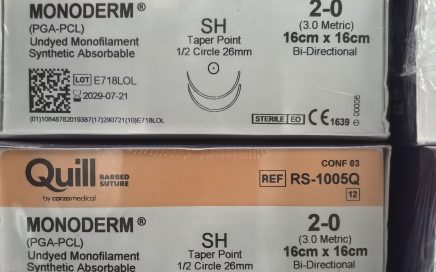 MONODERM®
(PGA-PCL)
Undyed Monofilament
Synthetic Absorbable
SH
Taper Point
1/2 Circle 26mm
2-0
(3.0 Metric)
16cm x 16cm
Bi-Directional
LOT E718LOL
2029-07-21
STERILE EO
CE 1639
Quill
BARBED
SUTURE
by corzamedical
CONF 03
REF RS-1005Q
12
MONODERM®
(PGA-PCL)
Undyed Monofilament
Synthetic Absorbable
SH
Taper Point
1/2 Circle 26mm
2-0
(3.0 Metric)
16cm x 16cm
Bi-Directional